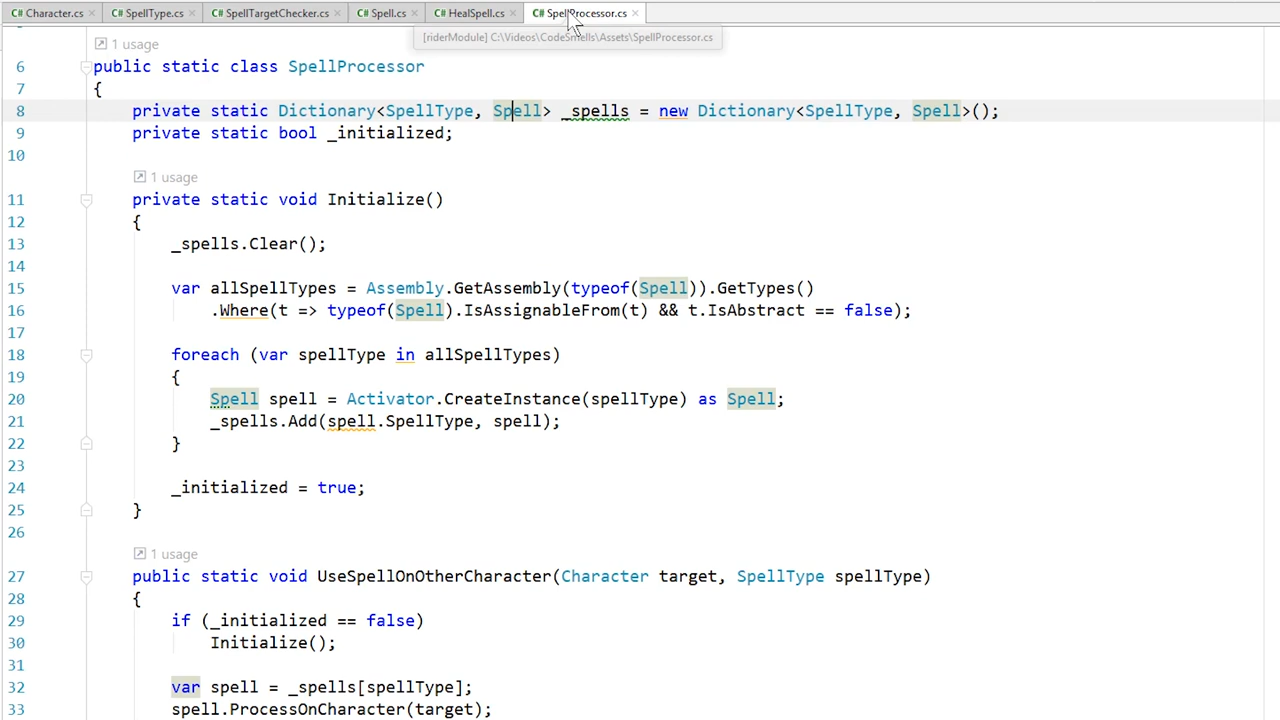 C# Character.cs × C# SpellType.cs × C# SpellTargetChecker.cs × C# Spell.cs × C# HealSpell.cs × C# SpellProcessor.cs ×
[riderModule] C:\Videos\CodeSmells\Assets\SpellProcessor.cs
1 usage
6 public static class SpellProcessor
7 {
8 private static Dictionary<SpellType, Spell> _spells = new Dictionary<SpellType, Spell>();
9 private static bool _initialized;
10
1 usage
11 private static void Initialize()
12 {
13 _spells.Clear();
14
15 var allSpellTypes = Assembly.GetAssembly(typeof(Spell)).GetTypes()
16 .Where(t => typeof(Spell).IsAssignableFrom(t) && t.IsAbstract == false);
17
18 foreach (var spellType in allSpellTypes)
19 {
20 Spell spell = Activator.CreateInstance(spellType) as Spell;
21 _spells.Add(spell.SpellType, spell);
22 }
23
24 _initialized = true;
25 }
26
1 usage
27 public static void UseSpellOnOtherCharacter(Character target, SpellType spellType)
28 {
29 if (_initialized == false)
30 Initialize();
31
32 var spell = _spells[spellType];
33 spell.ProcessOnCharacter(target);